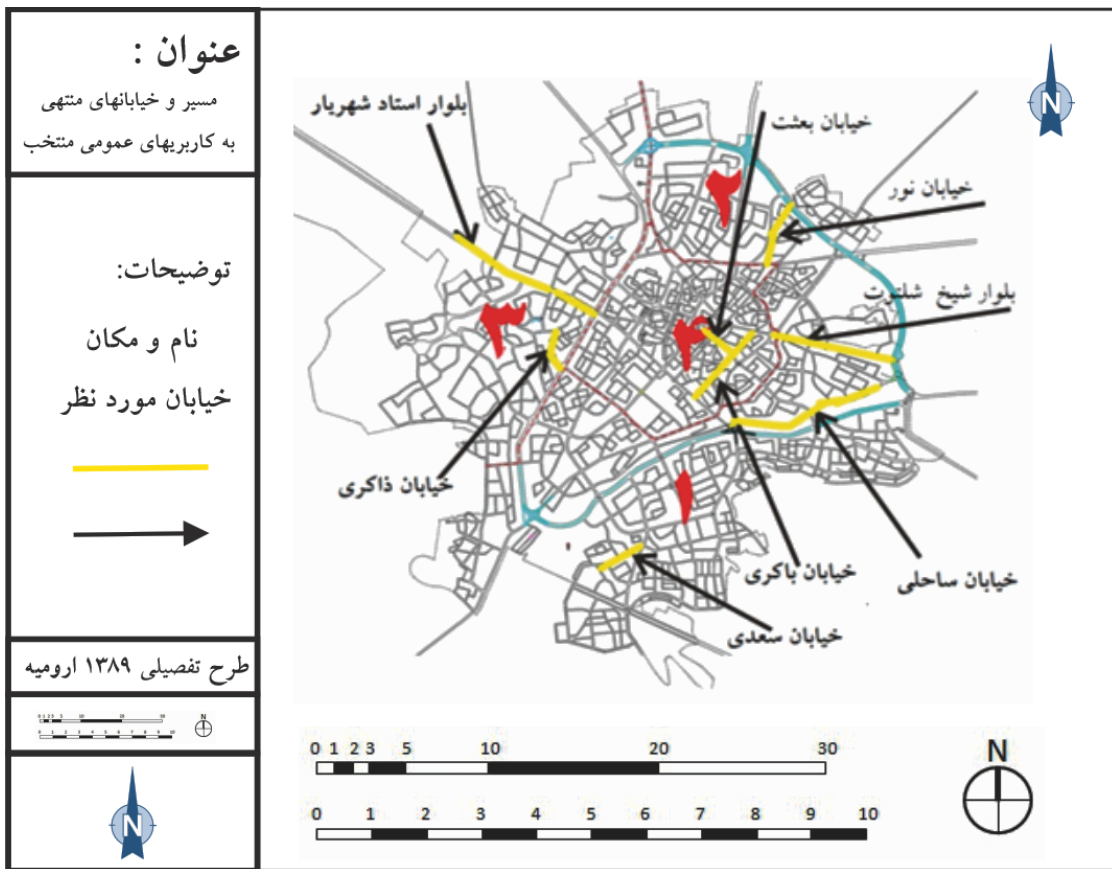 عنوان :
مسیر و خیابانهای منتهی
به کاربریهای عمومی منتخب
توضیحات:
نام و مکان
خیابان مورد نظر
طرح تفصیلی ۱۳۸۹ ارومیه
N
N
بلوار استاد شهریار
خیابان بعثت
خیابان نور
بلوار شیخ شلتوت
خیابان ذاکری
خیابان باکری
خیابان ساحلی
خیابان سعدی
N
0 1 2 3 5 10 20 30
N
0 1 2 3 4 5 6 7 8 9 10